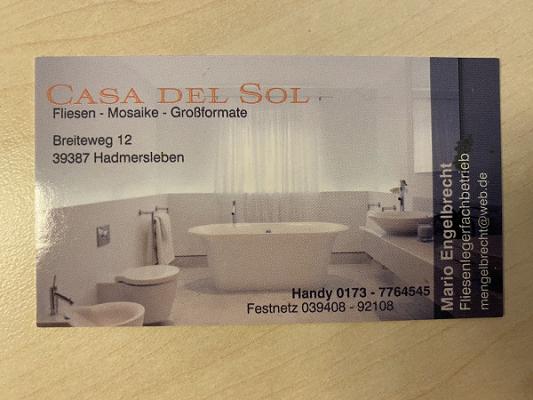 CASA DEL SOL
Fliesen - Mosaike - Großformate
Breiteweg 12
39387 Hadmersleben
Handy 0173 - 7764545
Festnetz 039408 - 92108
Mario Engelbrecht
Fliesenlegerfachbetrieb
mengelbrecht@web.de